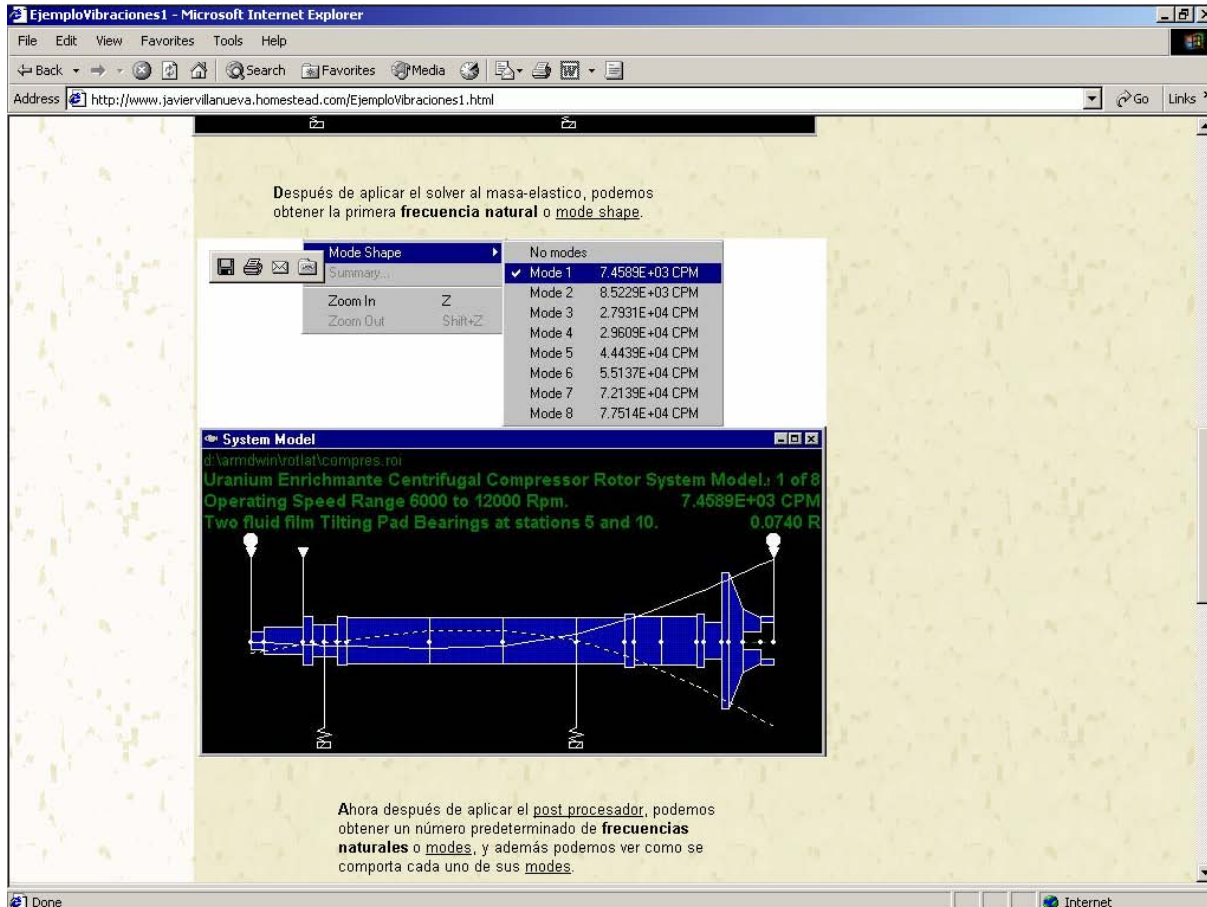 EjemploVibraciones1 - Microsoft Internet Explorer
File Edit View Favorites Tools Help
Back Search Favorites Media
Address http://www.javiervillanueva.homestead.com/EjemploVibraciones1.html Go Links
Después de aplicar el solver al masa-elastico, podemos
obtener la primera frecuencia natural o mode shape.
Mode Shape
Summary...
Zoom In Z
Zoom Out Shift+Z
No modes
Mode 1 7.4589E+03 CPM
Mode 2 8.5229E+03 CPM
Mode 3 2.7931E+04 CPM
Mode 4 2.9609E+04 CPM
Mode 5 4.4439E+04 CPM
Mode 6 5.5137E+04 CPM
Mode 7 7.2139E+04 CPM
Mode 8 7.7514E+04 CPM
System Model
d:\armdwin\rotlat\compres.roi
Uranium Enrichmante Centrifugal Compressor Rotor System Model.: 1 of 8
Operating Speed Range 6000 to 12000 Rpm. 7.4589E+03 CPM
Two fluid film Tilting Pad Bearings at stations 5 and 10. 0.0740 R
Ahora después de aplicar el post procesador, podemos
obtener un número predeterminado de frecuencias
naturales o modes, y además podemos ver como se
comporta cada uno de sus modes.
Done Internet